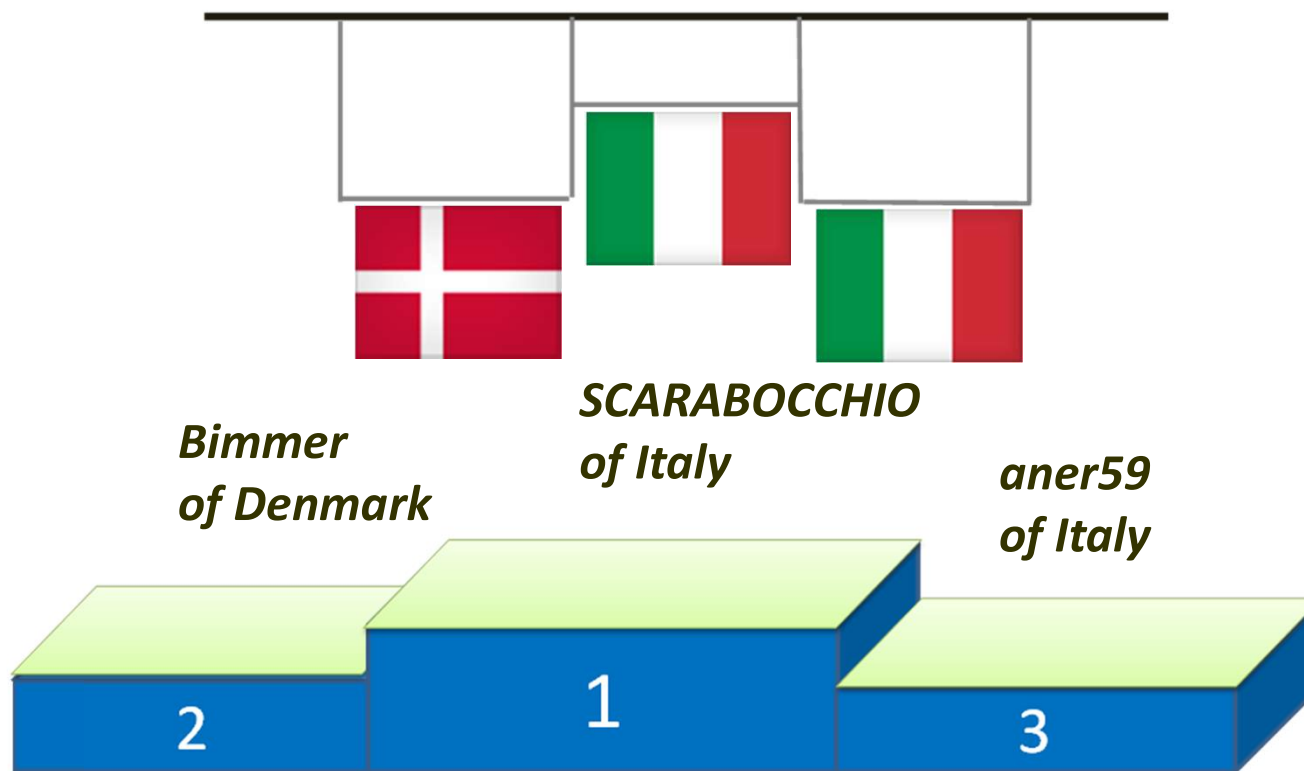 SCARABOCCHIO
of Italy
Bimmer
of Denmark
aner59
of Italy
2
1
3